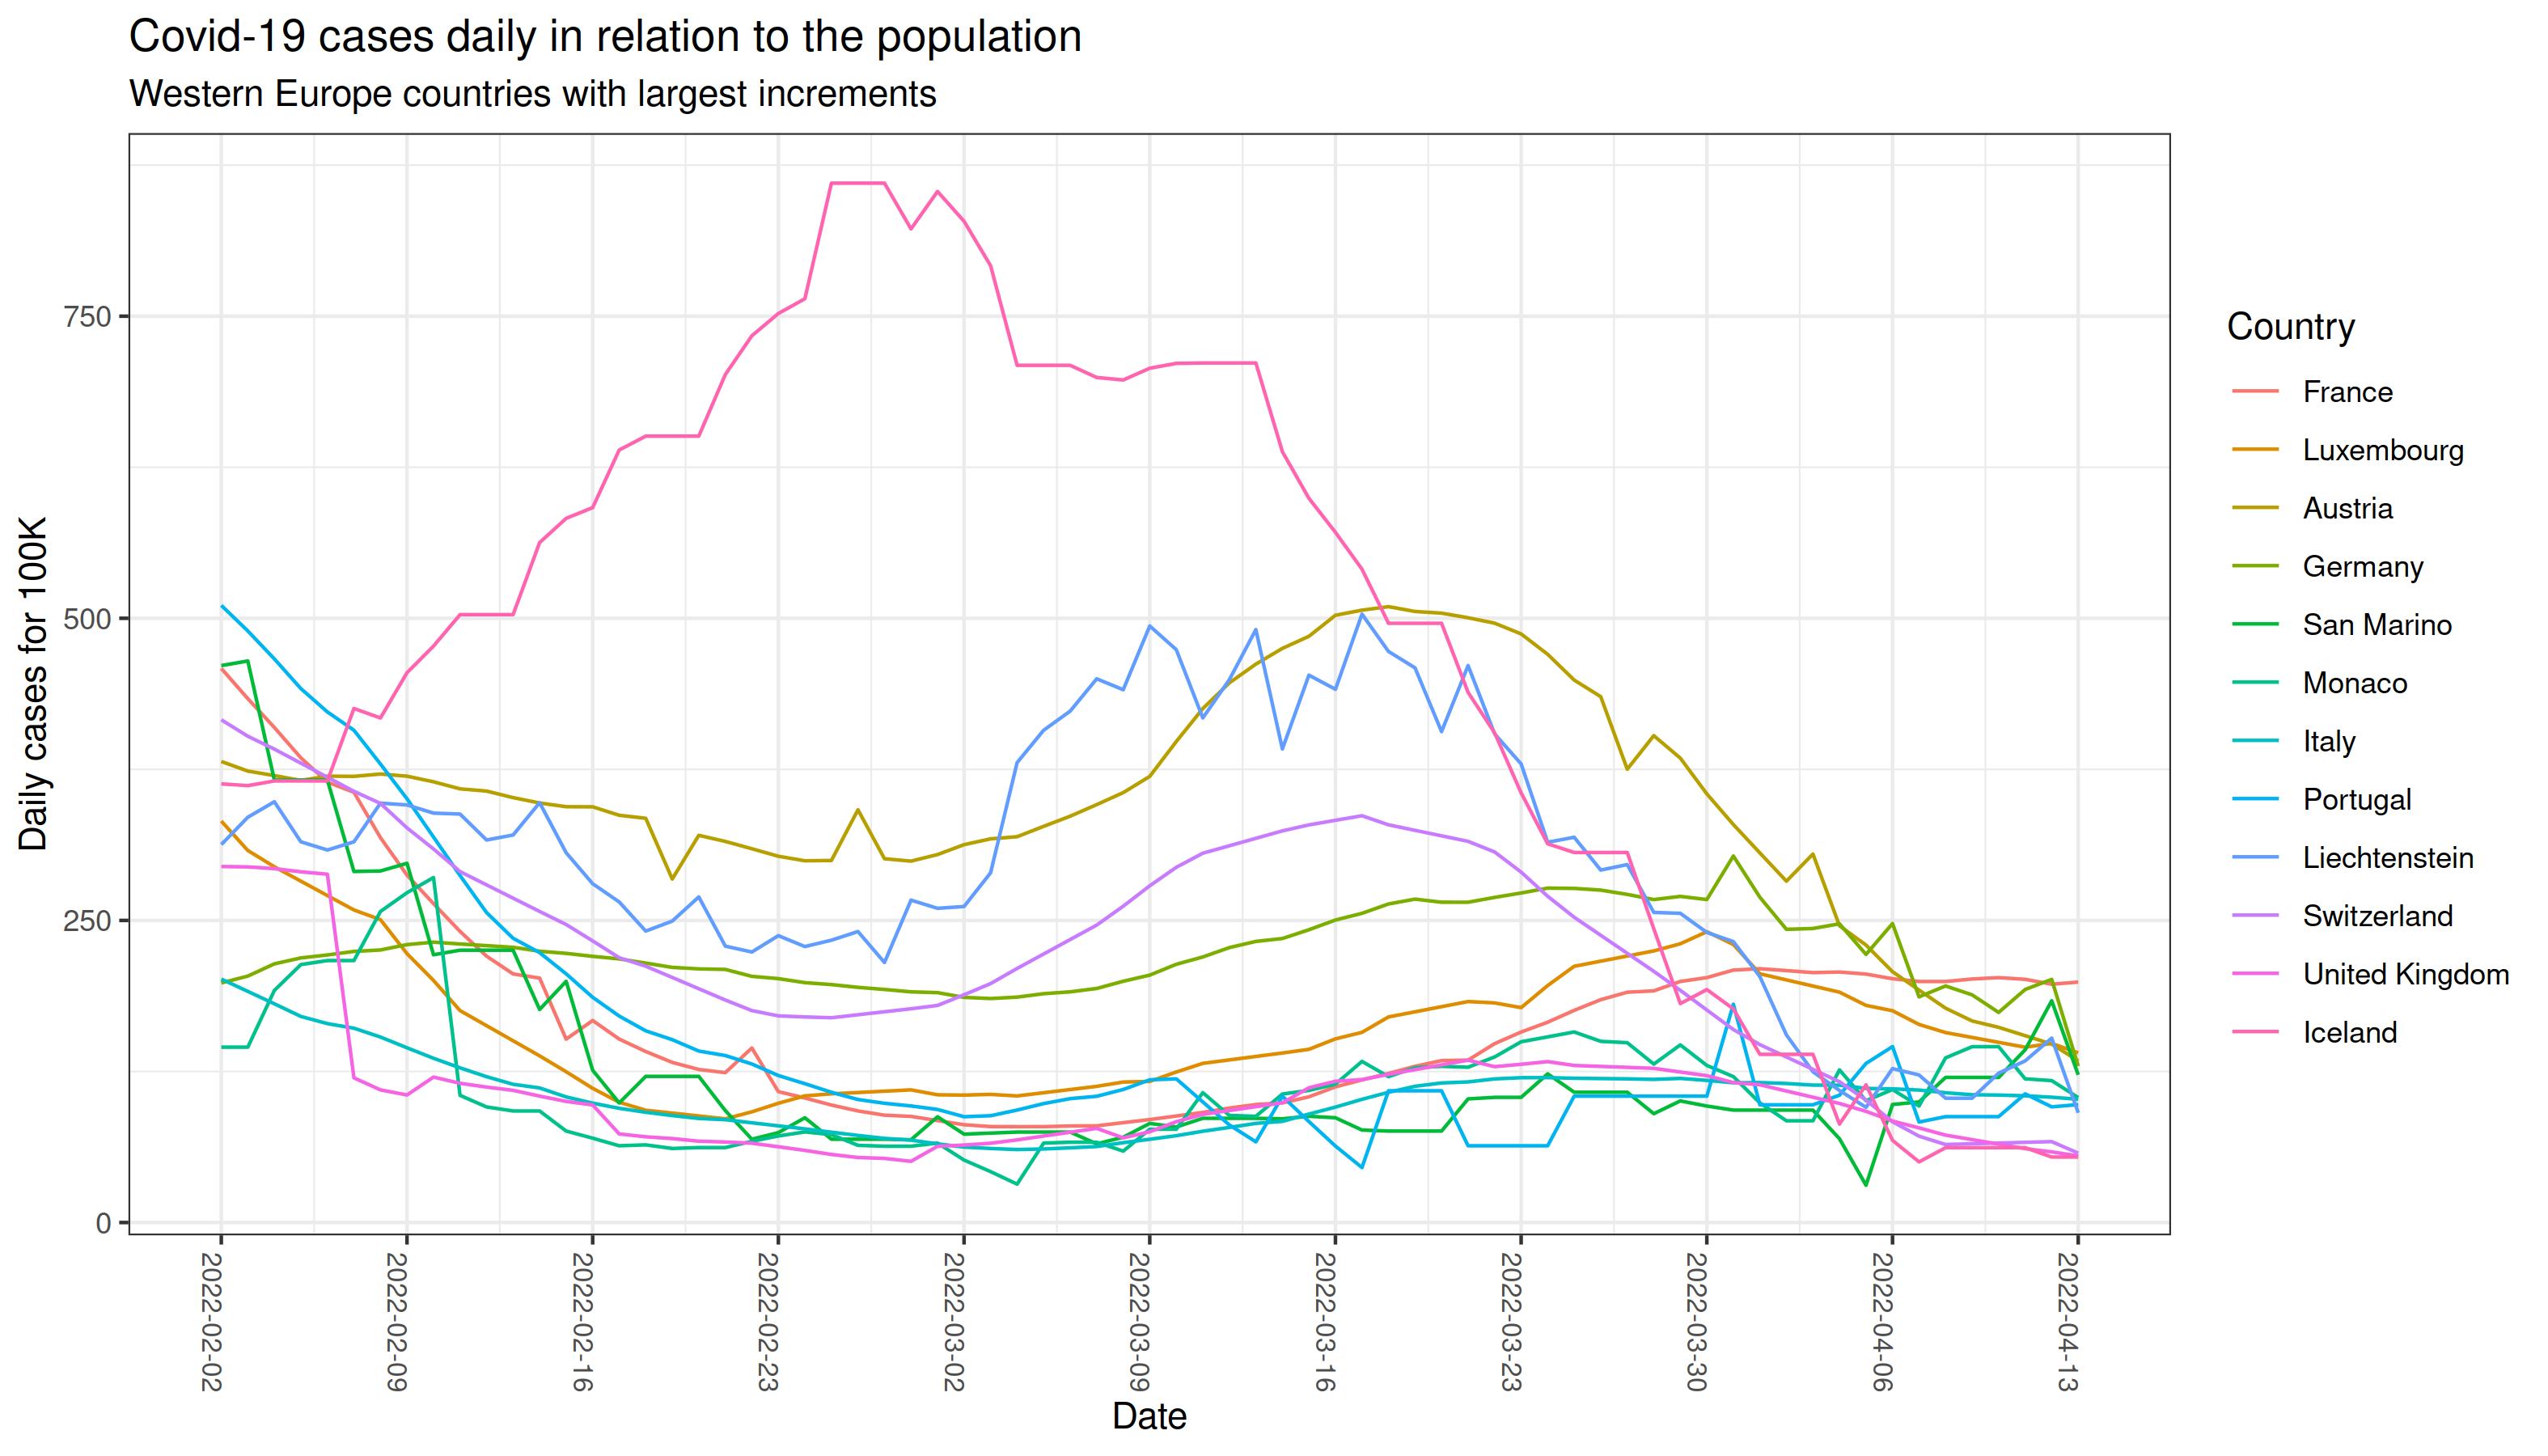 Covid-19 cases daily in relation to the population
Western Europe countries with largest increments
Daily cases for 100K
750
500
250
0
2022-02-02
2022-02-09
2022-02-16
2022-02-23
2022-03-02
2022-03-09
2022-03-16
2022-03-23
2022-03-30
2022-04-06
2022-04-13
Date
Country
France
Luxembourg
Austria
Germany
San Marino
Monaco
Italy
Portugal
Liechtenstein
Switzerland
United Kingdom
Iceland